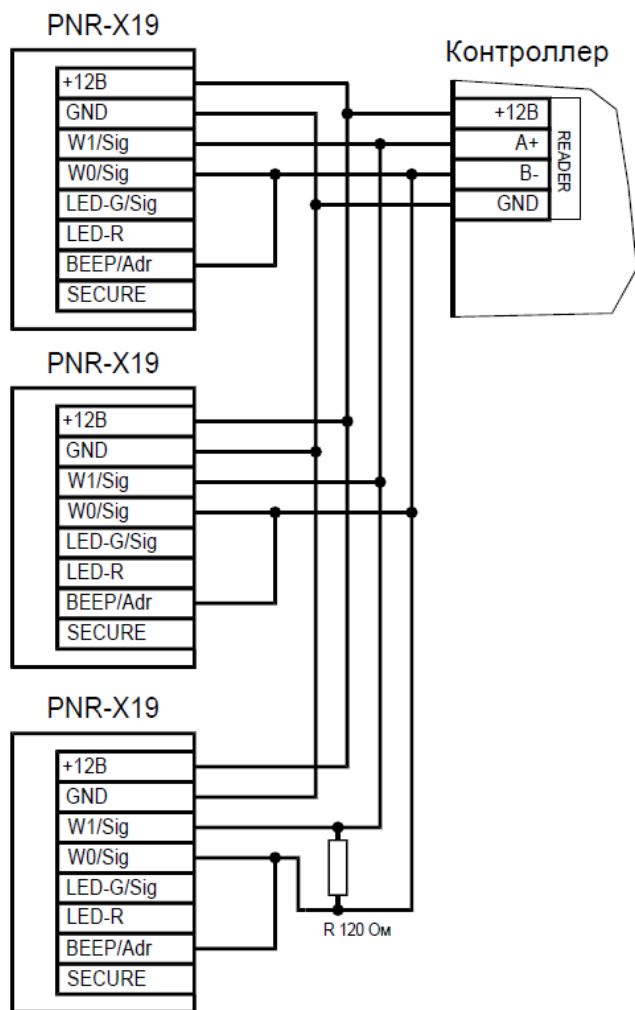 PNR-X19
+12В
GND
W1/Sig
W0/Sig
LED-G/Sig
LED-R
BEEP/Adr
SECURE
Контроллер
+12В
A+
B-
GND
READER
PNR-X19
+12В
GND
W1/Sig
W0/Sig
LED-G/Sig
LED-R
BEEP/Adr
SECURE
PNR-X19
+12В
GND
W1/Sig
W0/Sig
LED-G/Sig
LED-R
BEEP/Adr
SECURE
R 120 Ом